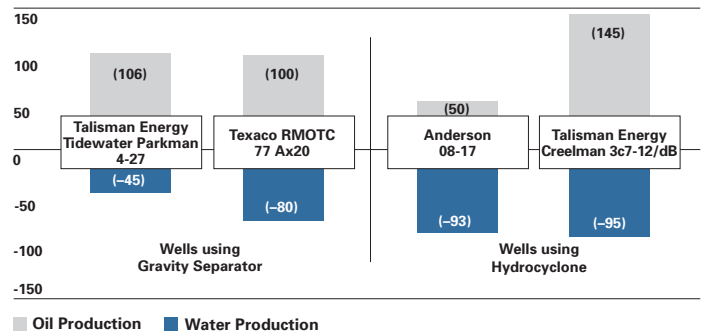 150
100
50
0
-50
-100
-150
(106)
(100)
(50)
(145)
Talisman Energy
Tidewater Parkman
4-27
Texaco RMOTC
77 Ax20
Anderson
08-17
Talisman Energy
Creelman 3c7-12/dB
(–45)
(–80)
(–93)
(–95)
Wells using
Gravity Separator
Wells using
Hydrocyclone
Oil Production
Water Production